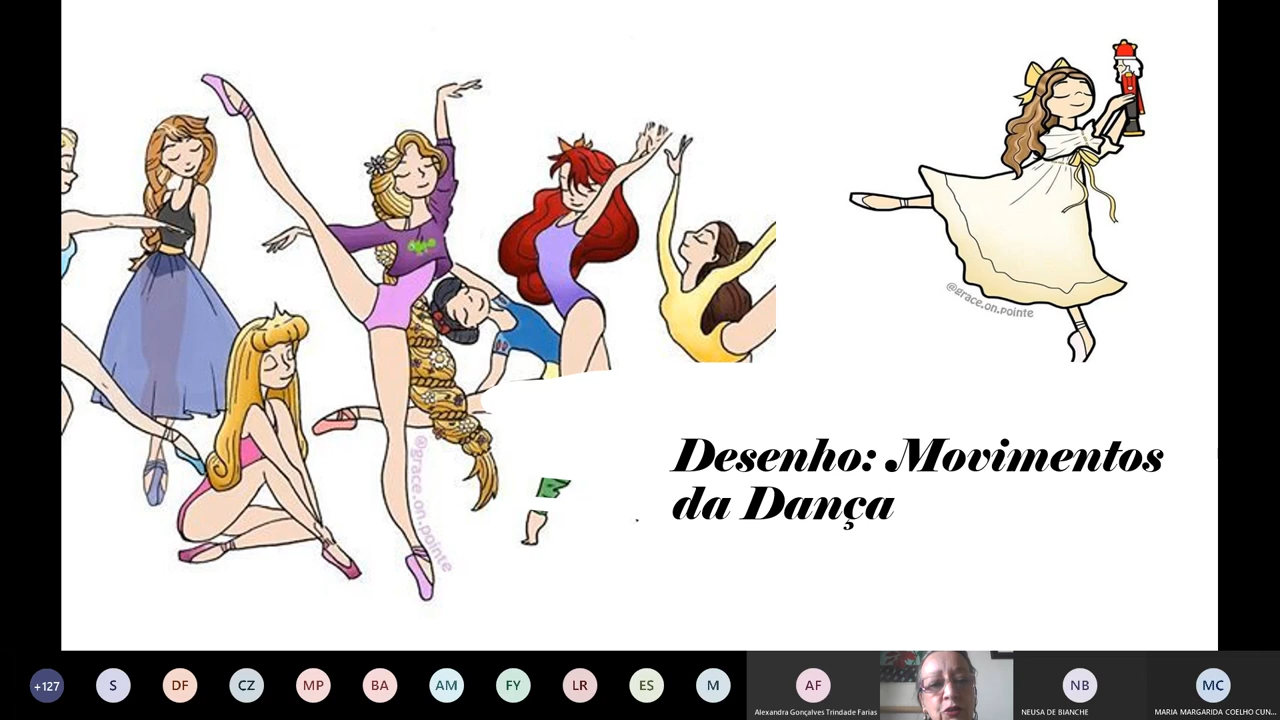 @grace.on.pointe
@grace.on.pointe
Desenho: Movimentos
da Dança
+127
S
DF
CZ
MP
BA
AM
FY
LR
ES
M
AF
NB
MC
Alexandra Gonçalves Trindade Farias
NEUSA DE BIANCHE
MARIA MARGARIDA COELHO CUN...